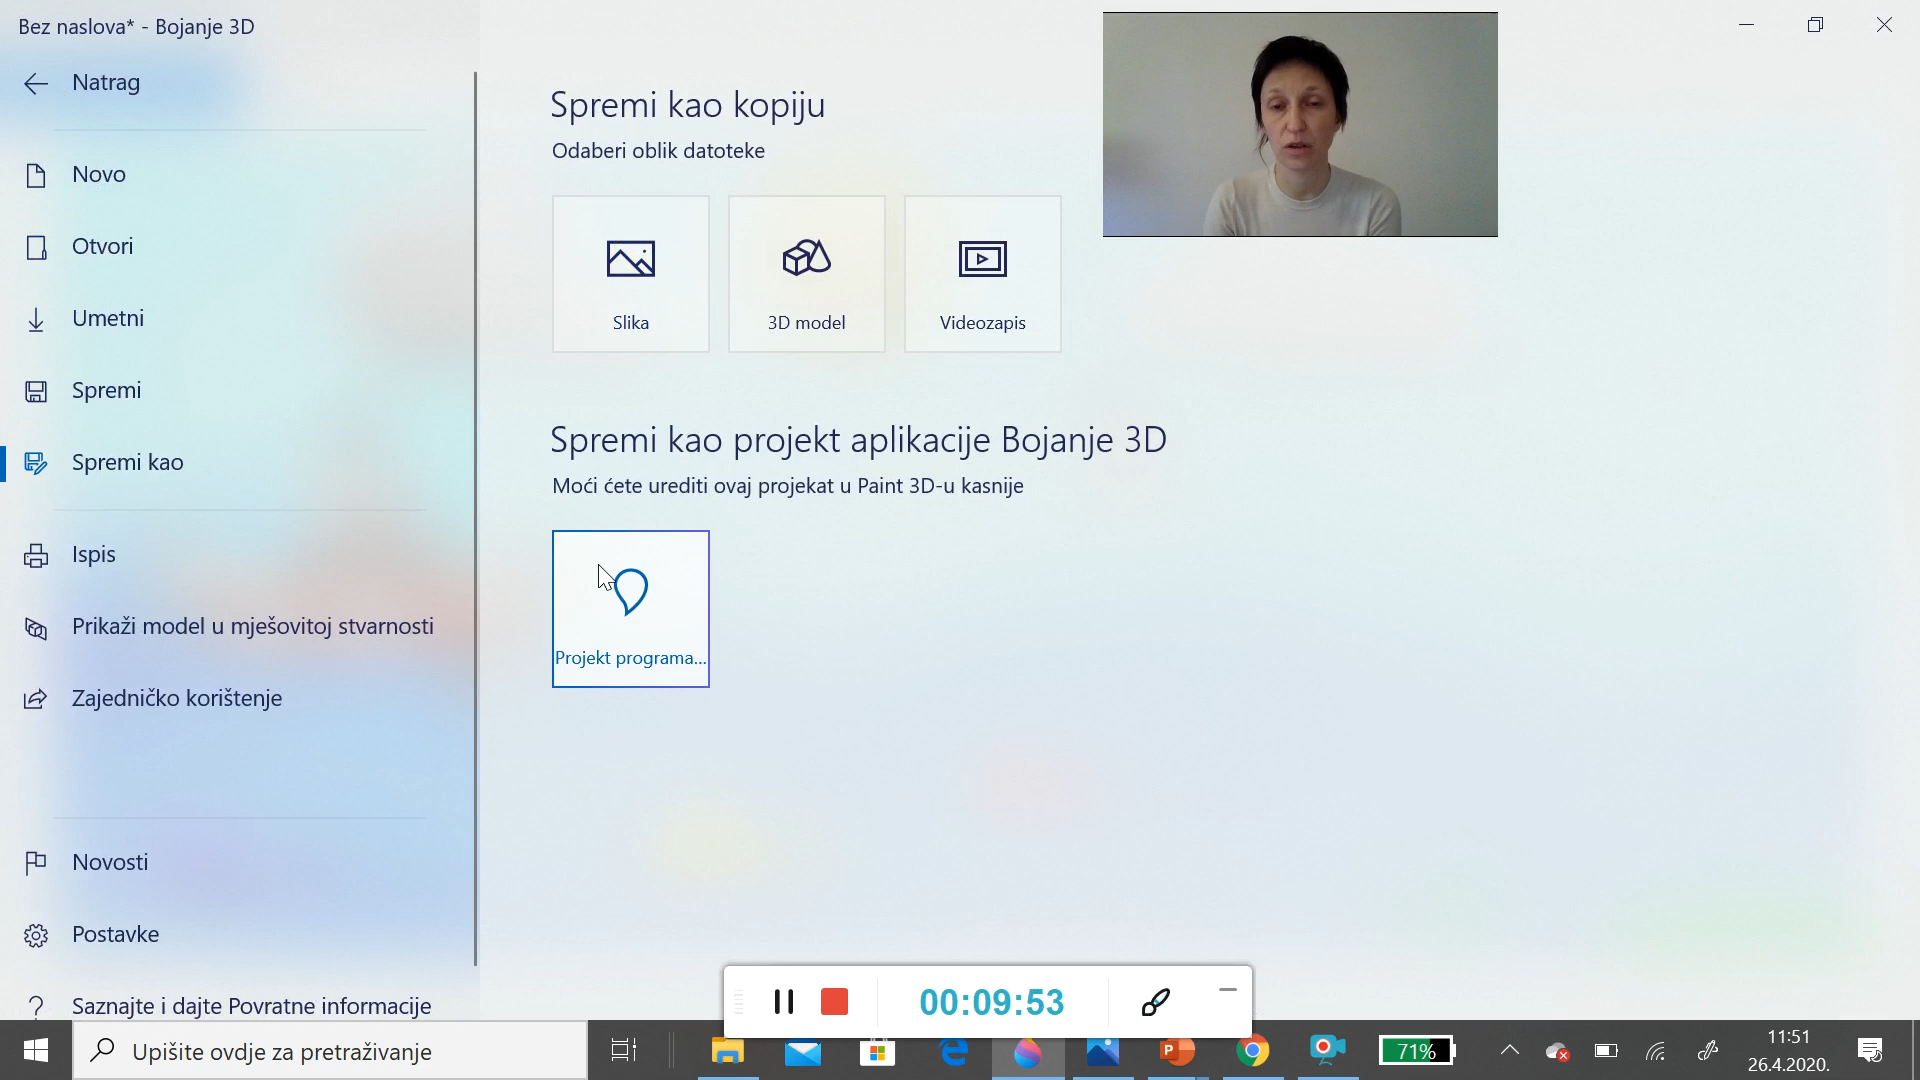 Bez naslova* - Bojanje 3D
Natrag
Novo
Otvori
Umetni
Spremi
Spremi kao
Ispis
Prikaži model u mješovitoj stvarnosti
Zajedničko korištenje
Novosti
Postavke
Saznajte i dajte Povratne informacije
Spremi kao kopiju
Odaberi oblik datoteke
Slika
3D model
Videozapis
Spremi kao projekt aplikacije Bojanje 3D
Moći ćete urediti ovaj projekat u Paint 3D-u kasnije
Projekt programa...
00:09:53
Upišite ovdje za pretraživanje
71%
11:51
26.4.2020.